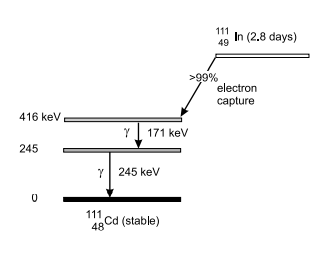 111
49 In (2.8 days)
>99%
electron
capture
416 keV
γ 171 keV
245
γ 245 keV
0
111
48 Cd (stable)